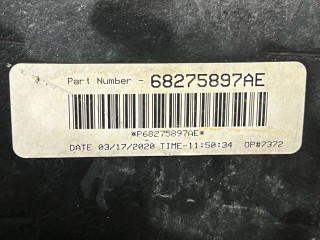 Part Number - 68275897AE
*P68275897AE*
DATE 03/17/2020 TIME-11:50:34 OP#7372